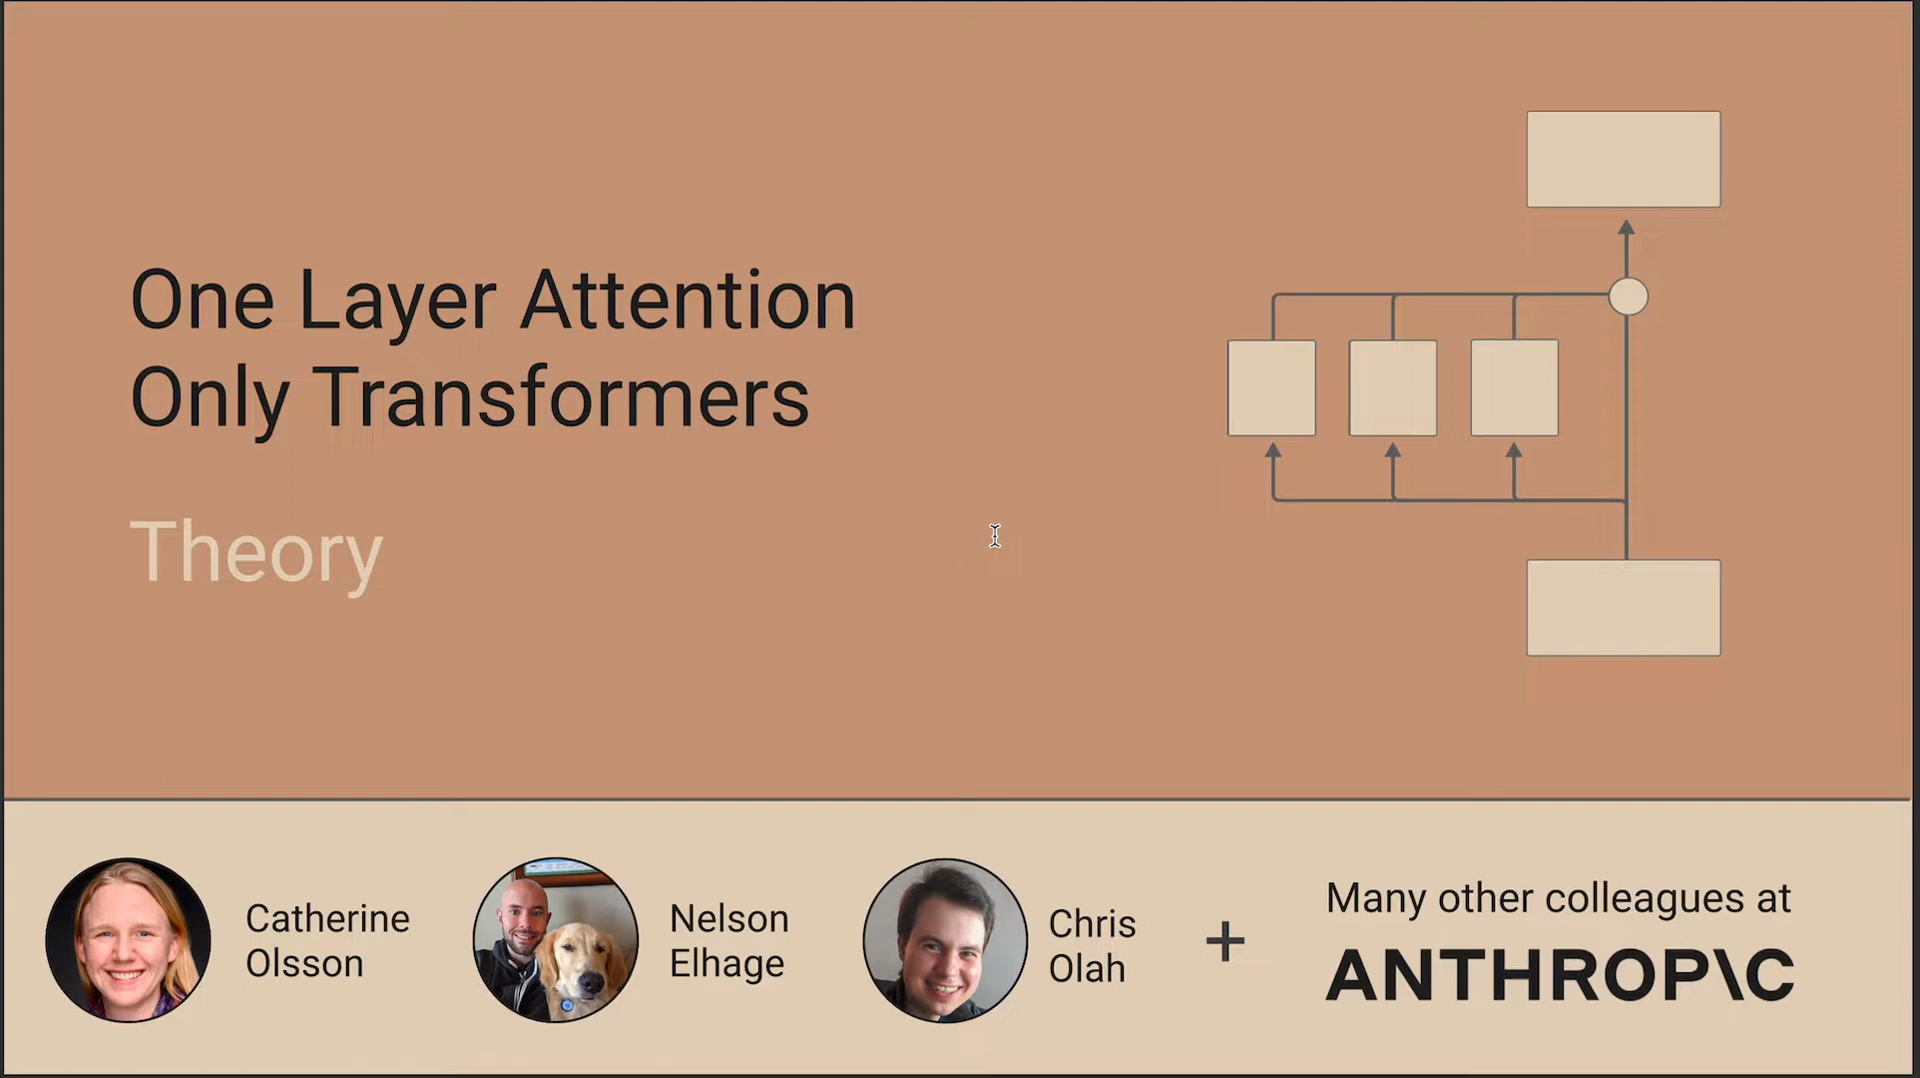 One Layer Attention
Only Transformers
Theory
Catherine
Olsson
Nelson
Elhage
Chris
Olah
+
Many other colleagues at
ANTHROP\C